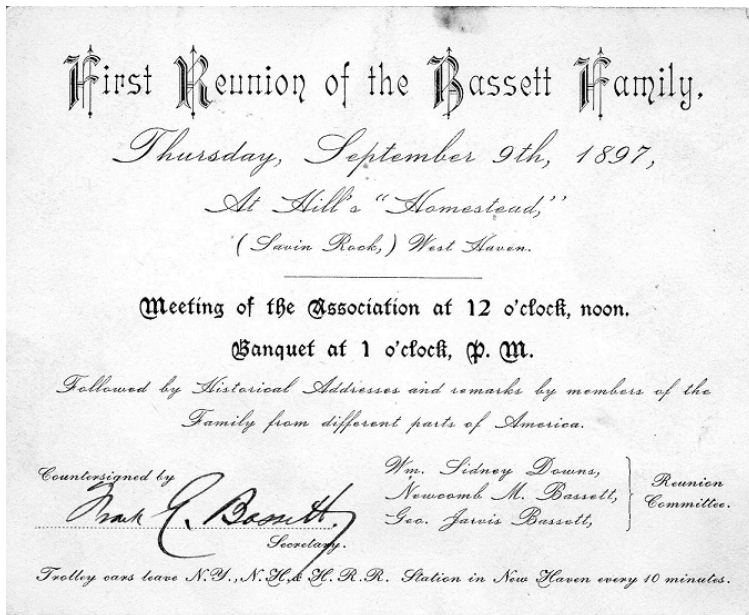 First Reunion of the Bassett Family.
Thursday, September 9th, 1897,
At Hill's "Homestead,"
(Savin Rock,) West Haven.
Meeting of the Association at 12 o'clock, noon.
Banquet at 1 o'clock, P. M.
Followed by Historical Addresses and remarks by members of the
Family from different parts of America.
Countersigned by
Frank G. Bassett,
Secretary.
Wm. Sidney Downs,
Newcomb M. Bassett,
Geo. Jarvis Bassett,
Reunion
Committee.
Trolley cars leave N.Y., N.H.& H.R.R. Station in New Haven every 10 minutes.